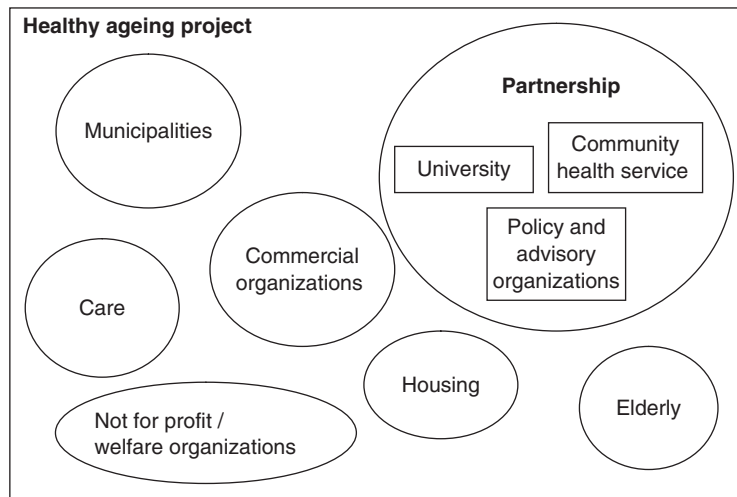 Healthy ageing project
Municipalities
Partnership
University
Community
health service
Policy and
advisory
organizations
Commercial
organizations
Care
Housing
Elderly
Not for profit /
welfare organizations